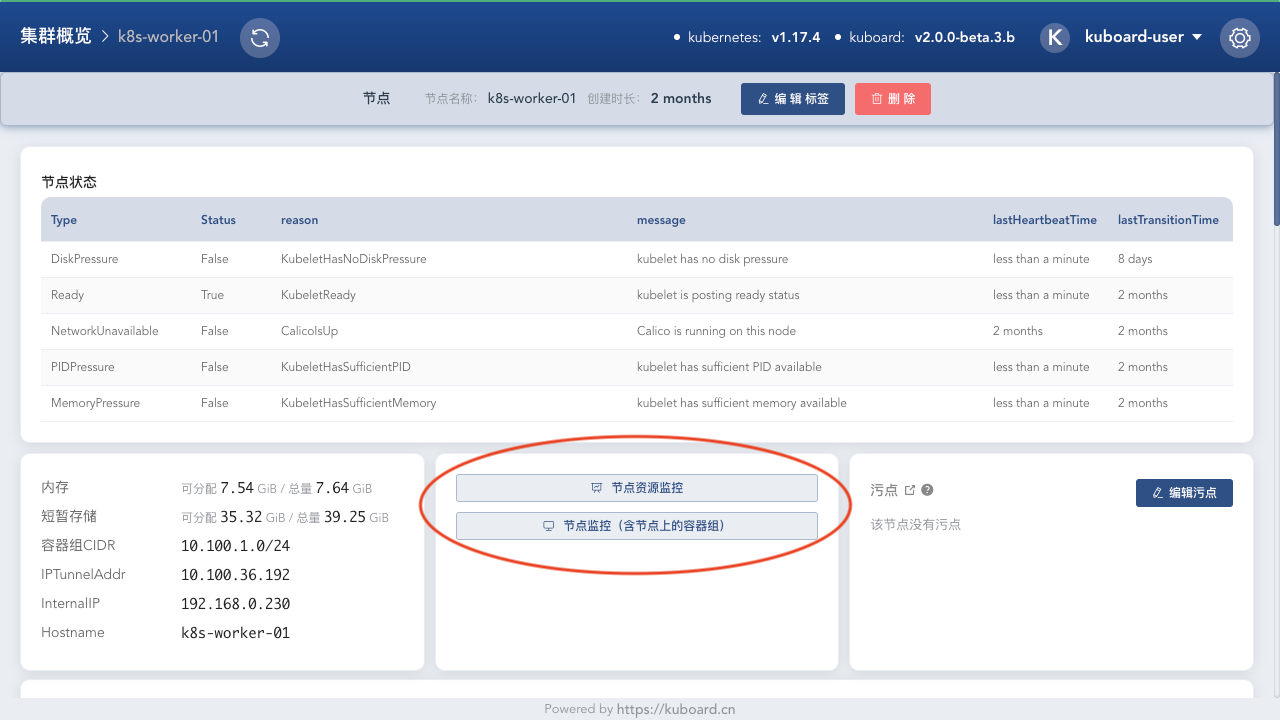 集群概览 > k8s-worker-01
• kubernetes: v1.17.4 • kuboard: v2.0.0-beta.3.b K kuboard-user
节点 节点名称: k8s-worker-01 创建时长: 2 months 编 辑 标签 删 除
节点状态
Type Status reason message lastHeartbeatTime lastTransitionTime
DiskPressure False KubeletHasNoDiskPressure kubelet has no disk pressure less than a minute 8 days
Ready True KubeletReady kubelet is posting ready status less than a minute 2 months
NetworkUnavailable False CalicoIsUp Calico is running on this node 2 months 2 months
PIDPressure False KubeletHasSufficientPID kubelet has sufficient PID available less than a minute 2 months
MemoryPressure False KubeletHasSufficientMemory kubelet has sufficient memory available less than a minute 2 months
内存 可分配 7.54 GiB / 总量 7.64 GiB
短暂存储 可分配 35.32 GiB / 总量 39.25 GiB
容器组CIDR 10.100.1.0/24
IPTunnelAddr 10.100.36.192
InternalIP 192.168.0.230
Hostname k8s-worker-01
节点资源监控
节点监控（含节点上的容器组）
污点 ? 编辑污点
该节点没有污点
Powered by https://kuboard.cn